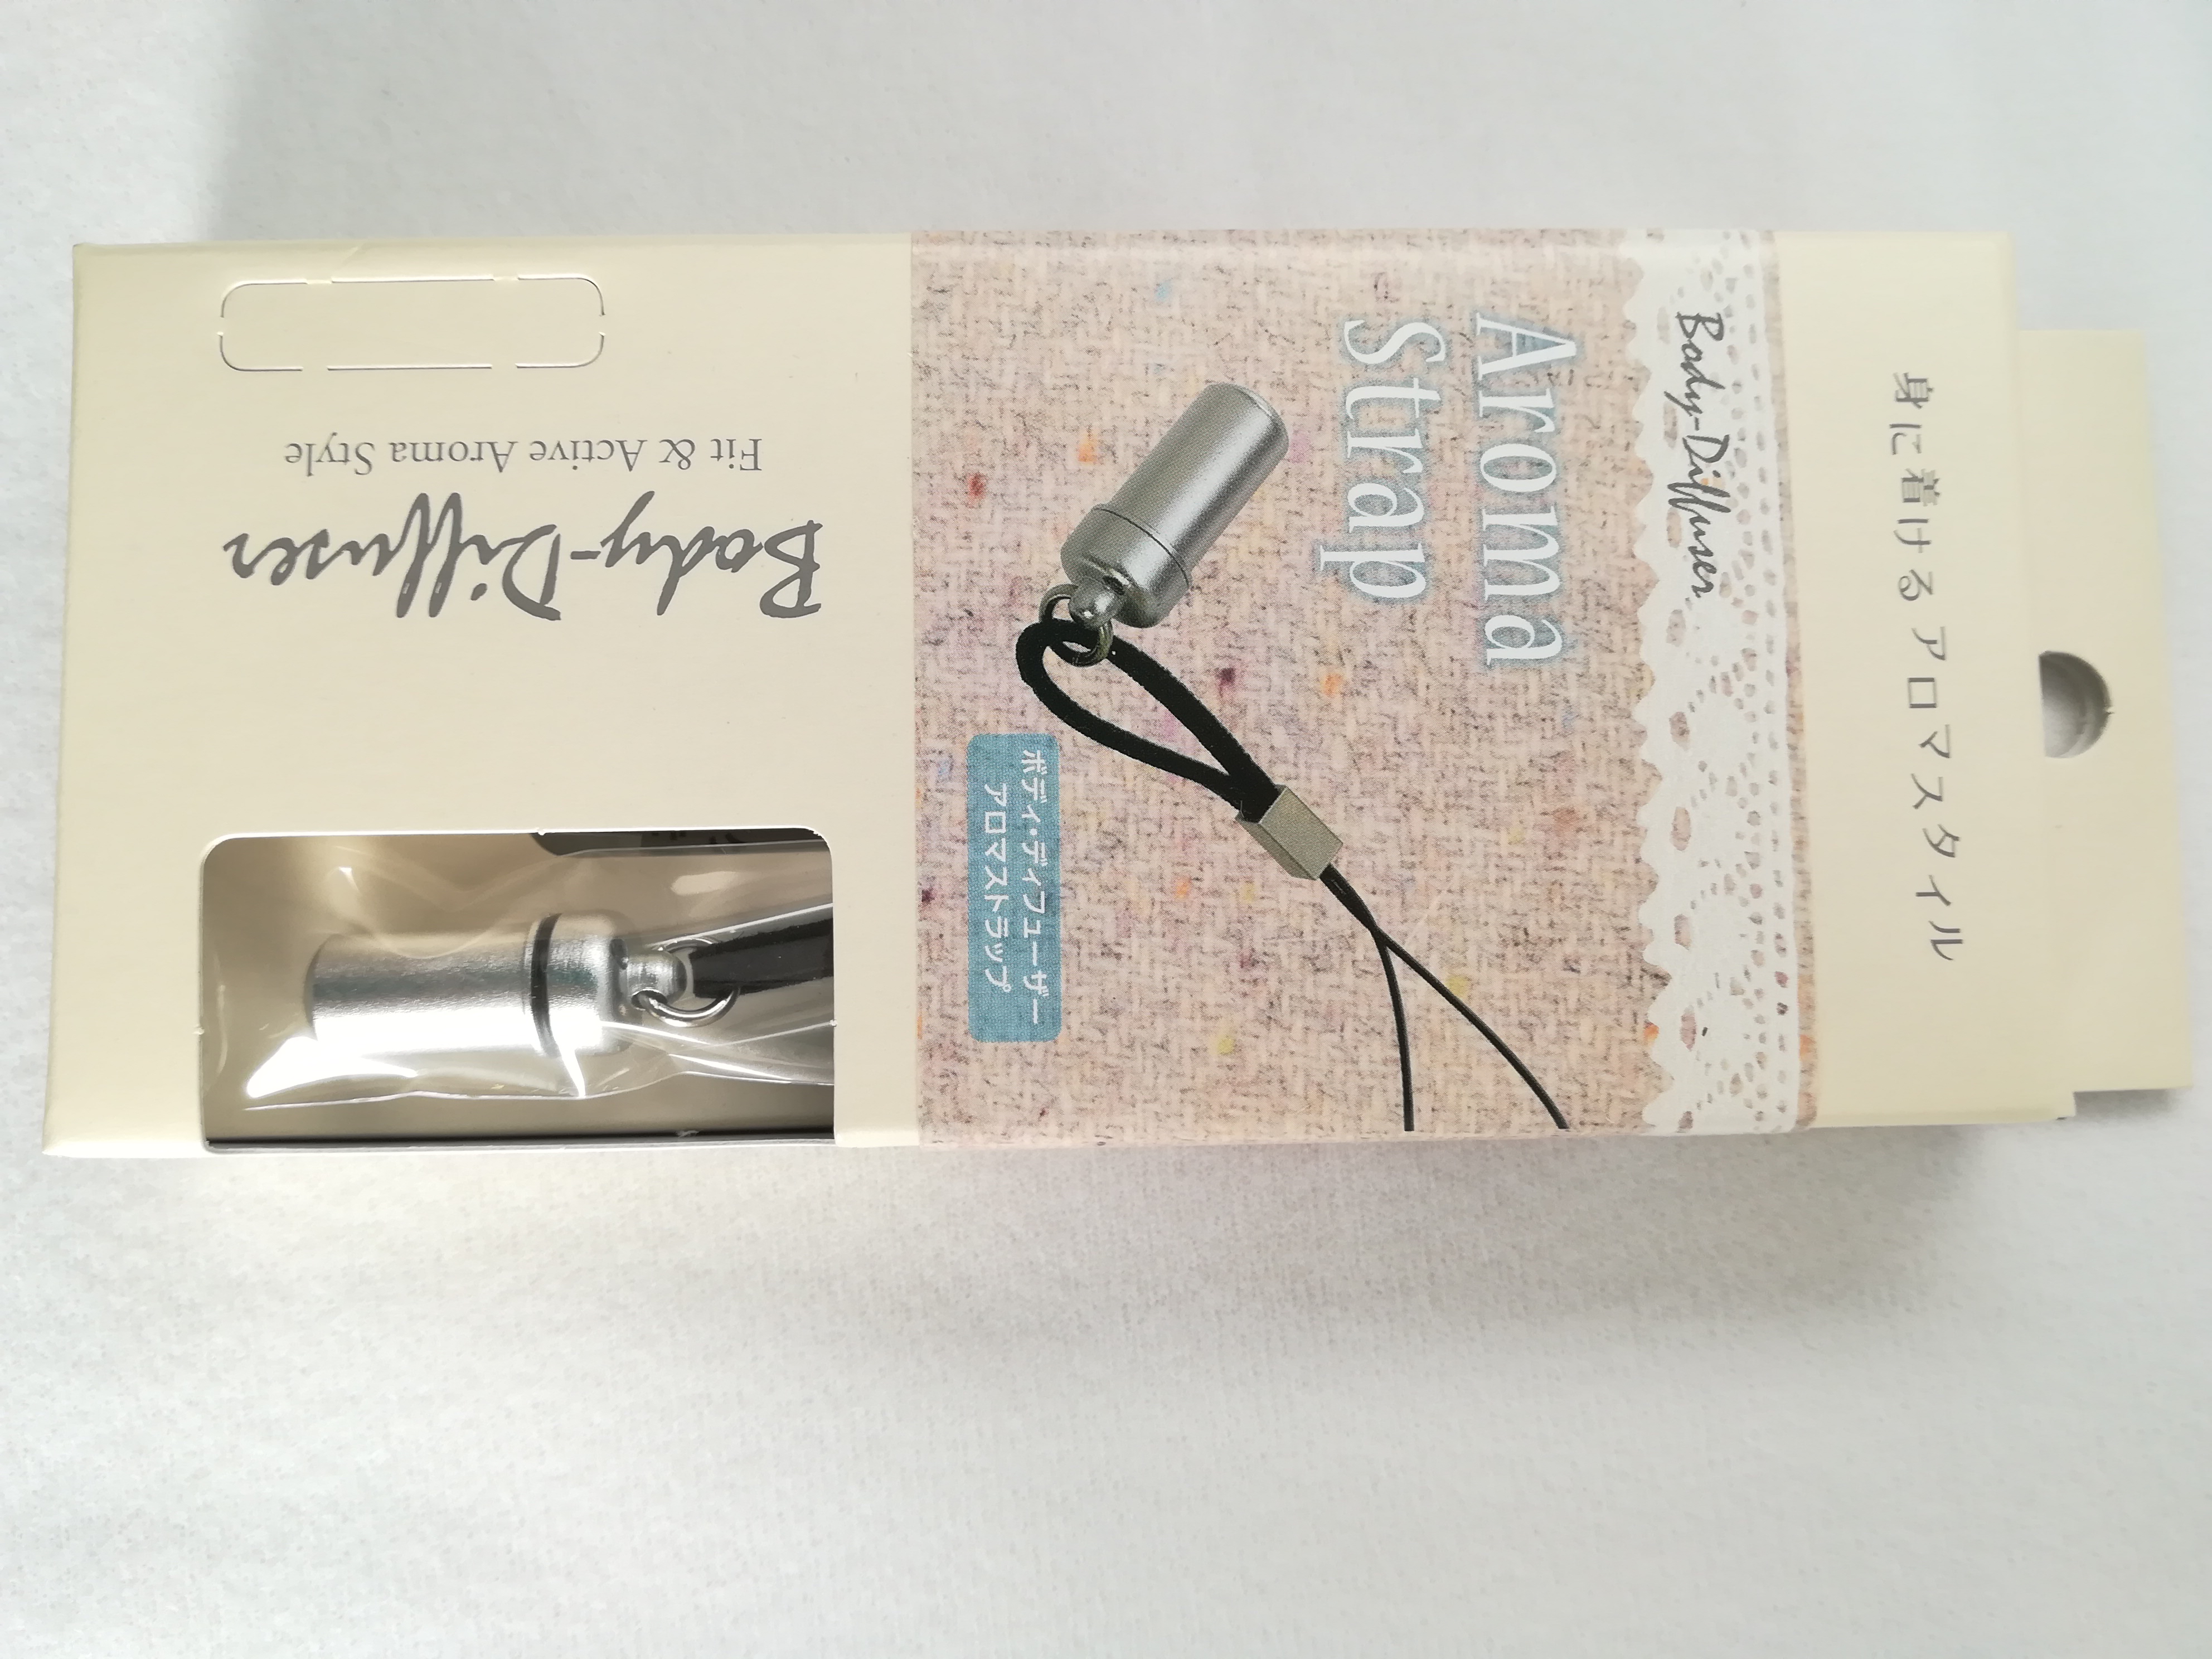 身に着けるアロマスタイル
Body-Diffuser
Aroma
Strap
ボディ・ディフューザー
アロマストラップ
Body-Diffuser
Fit & Active Aroma Style